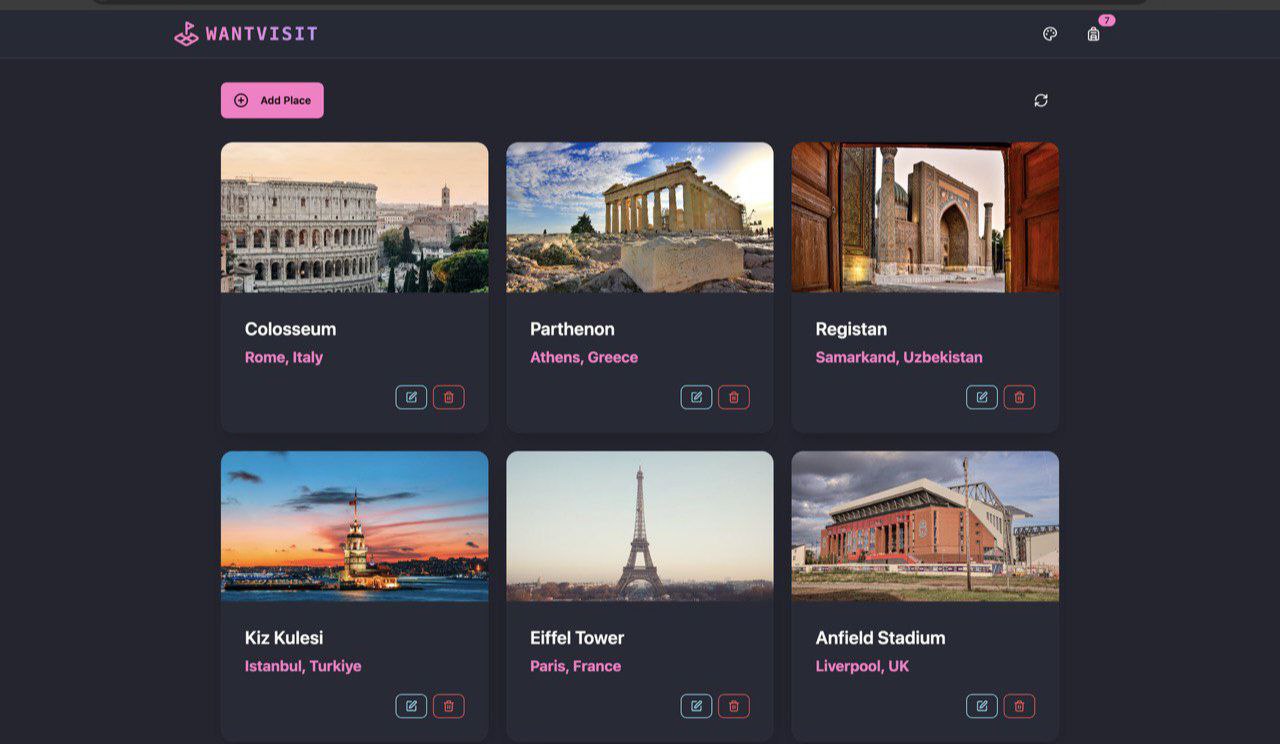 WANTVISIT
7
Add Place
Colosseum
Rome, Italy
Parthenon
Athens, Greece
Registan
Samarkand, Uzbekistan
Kiz Kulesi
Istanbul, Turkiye
Eiffel Tower
Paris, France
Anfield Stadium
Liverpool, UK